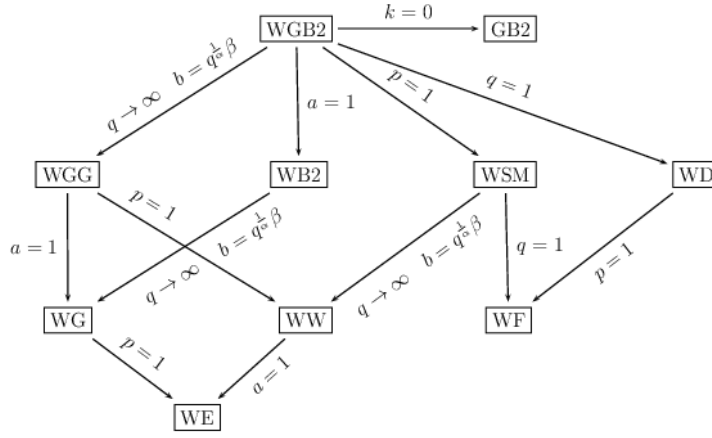 k = 0
WGB2
GB2
q → ∞ b = q^{1/α} β
a = 1
p = 1
q = 1
WGG
WB2
WSM
WD
a = 1
p = 1
q → ∞ b = q^{1/α} β
q → ∞ b = q^{1/α} β
q = 1
p = 1
WG
WW
WF
p = 1
a = 1
WE